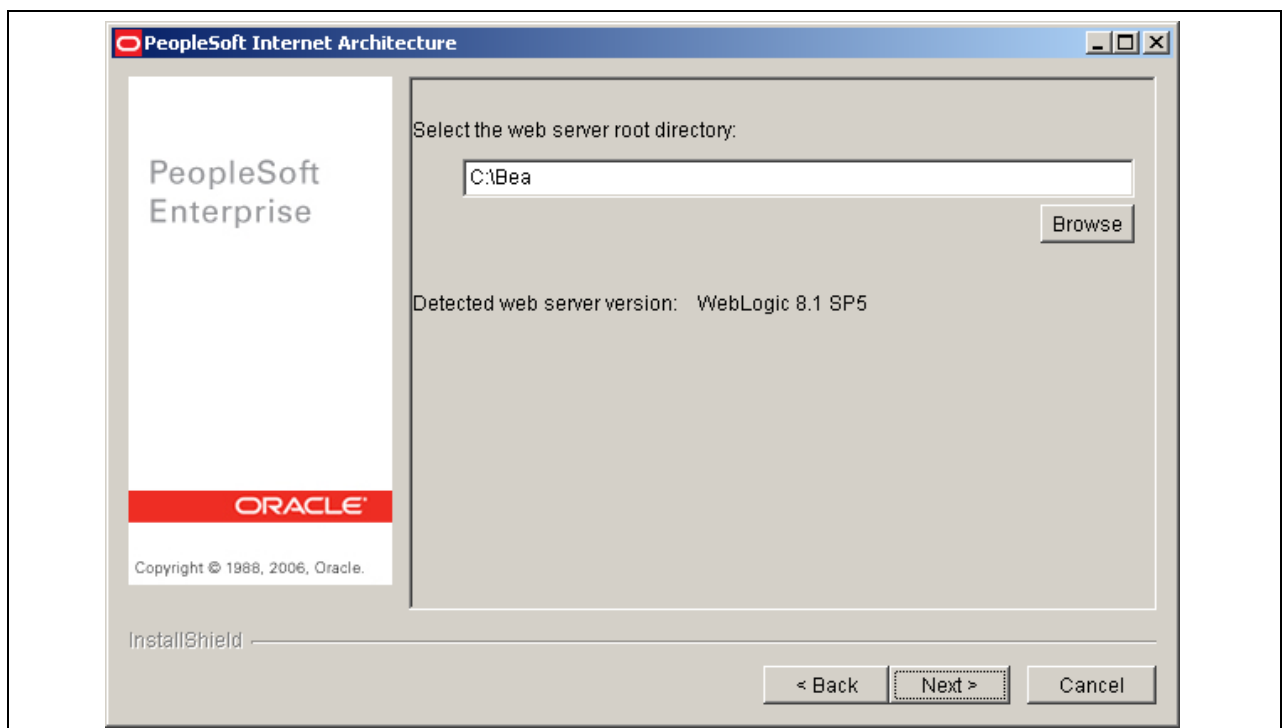 PeopleSoft Internet Architecture
PeopleSoft
Enterprise
ORACLE
Copyright © 1988, 2006, Oracle.
Select the web server root directory:
C:\Bea
Browse
Detected web server version: WebLogic 8.1 SP5
InstallShield
< Back
Next >
Cancel